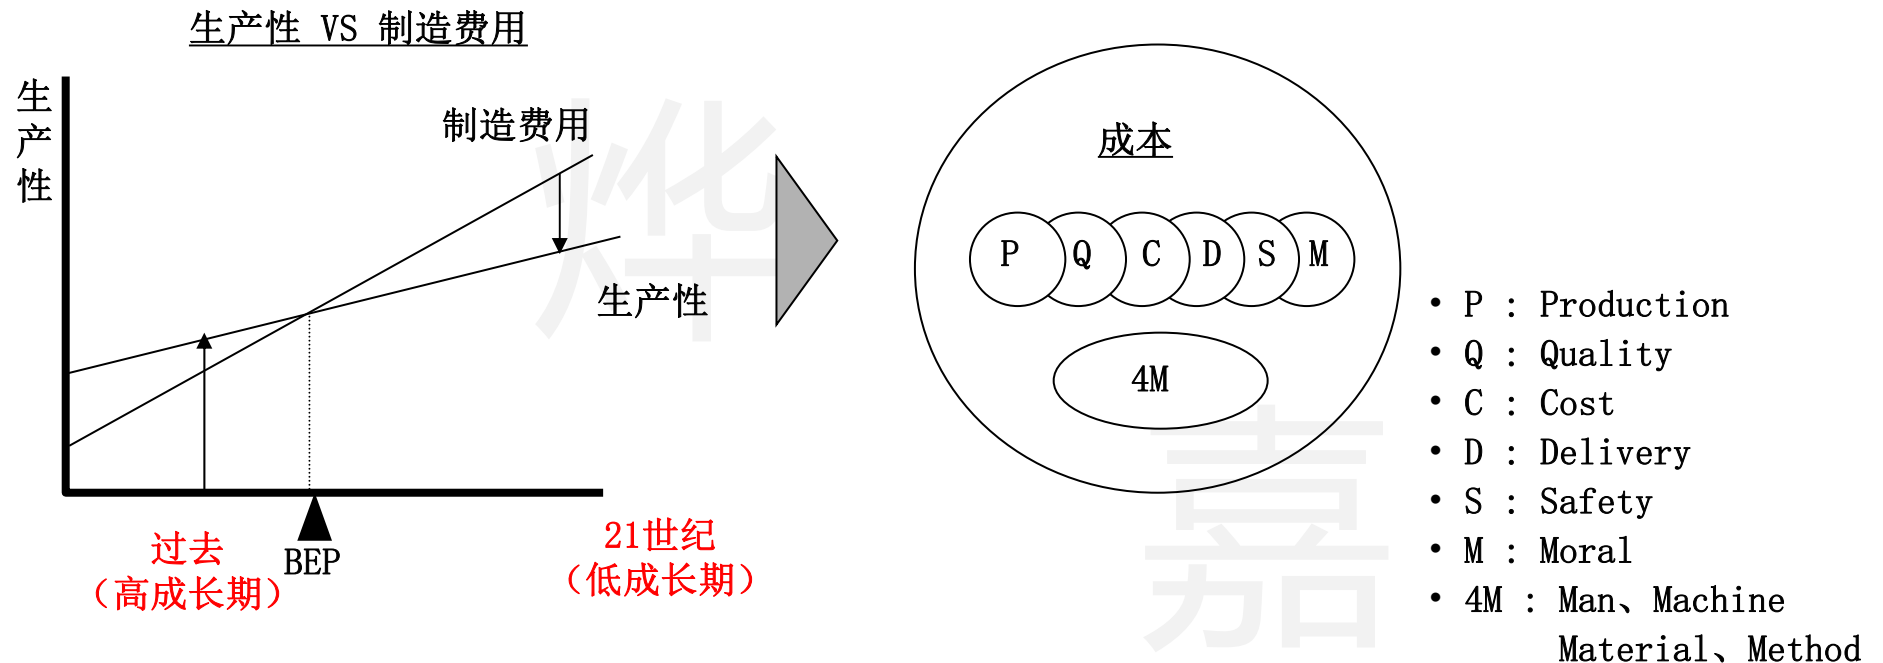 生产性 VS 制造费用
生产性
制造费用
生产性
过去
（高成长期）
BEP
21世纪
（低成长期）
成本
P Q C D S M
4M
• P : Production
• Q : Quality
• C : Cost
• D : Delivery
• S : Safety
• M : Moral
• 4M : Man、Machine
Material、Method
烨
嘉